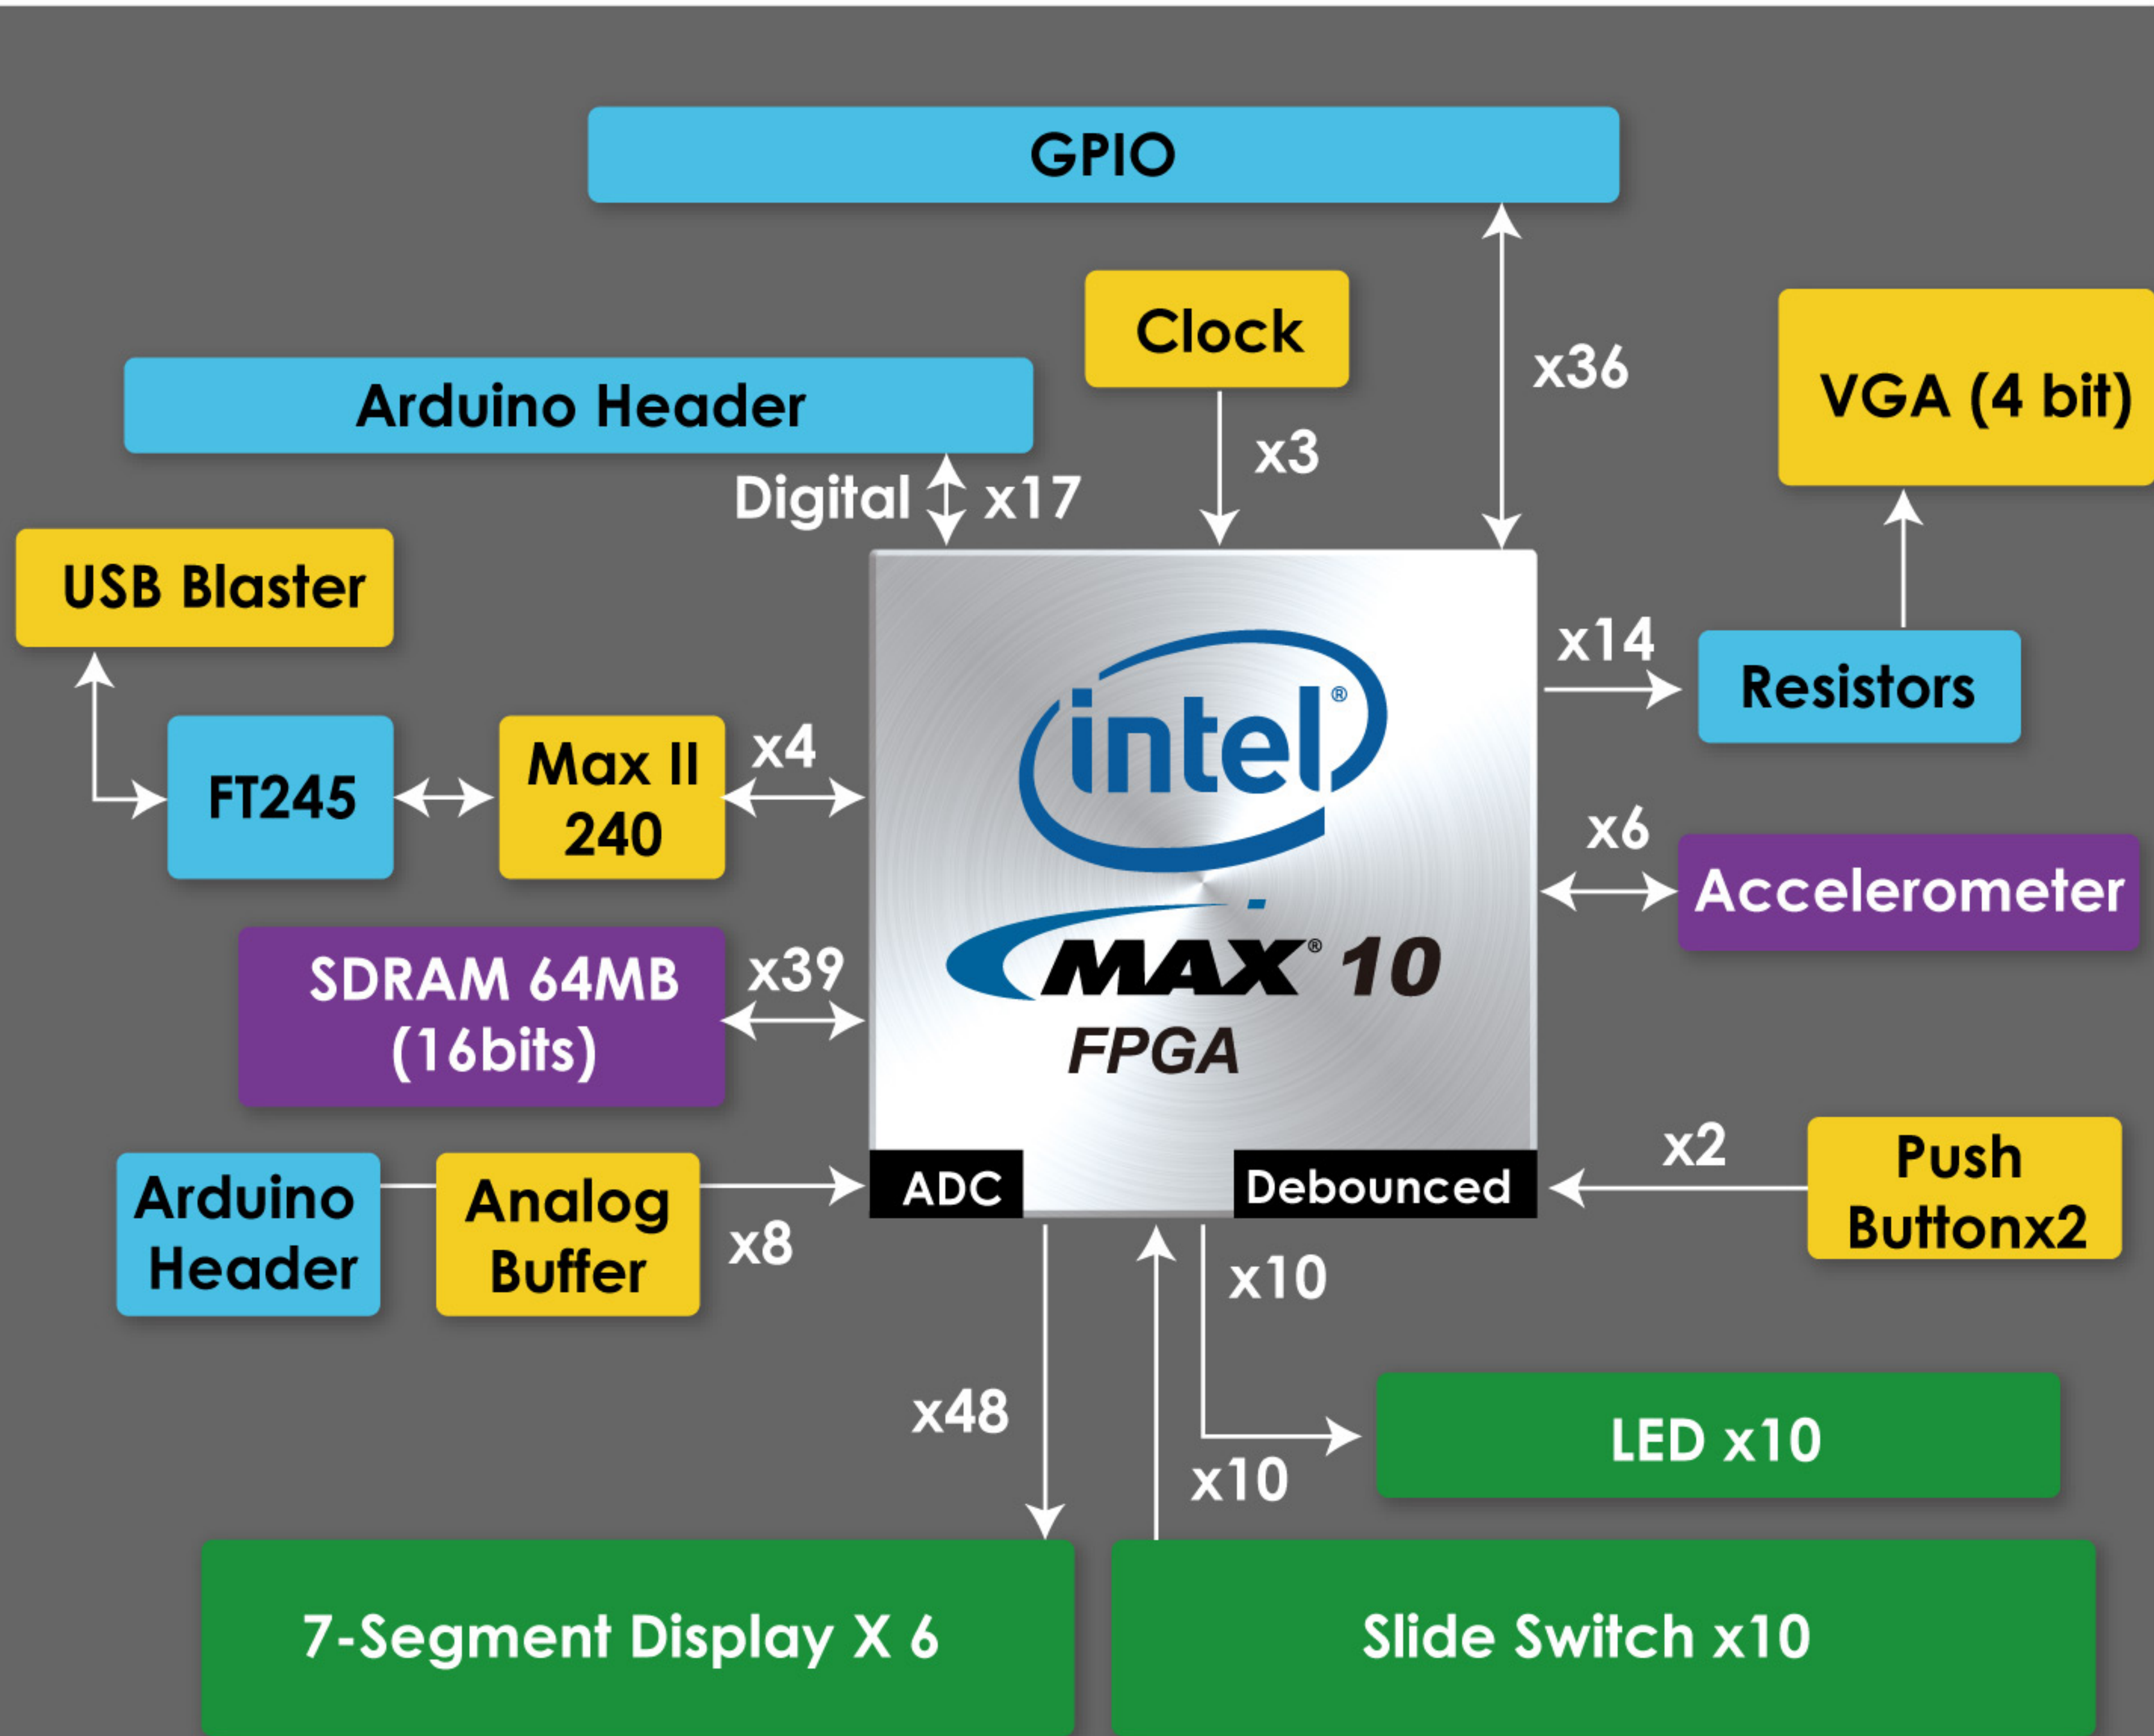 GPIO
Clock
x36
VGA (4 bit)
Arduino Header
x3
Digital
x17
USB Blaster
x14
Resistors
intel®
x4
Max II
240
FT245
x6
Accelerometer
MAX® 10
FPGA
SDRAM 64MB
(16bits)
x39
x2
Push
Buttonx2
Arduino
Header
Analog
Buffer
x8
ADC
Debounced
x10
x48
LED x10
x10
7-Segment Display X 6
Slide Switch x10